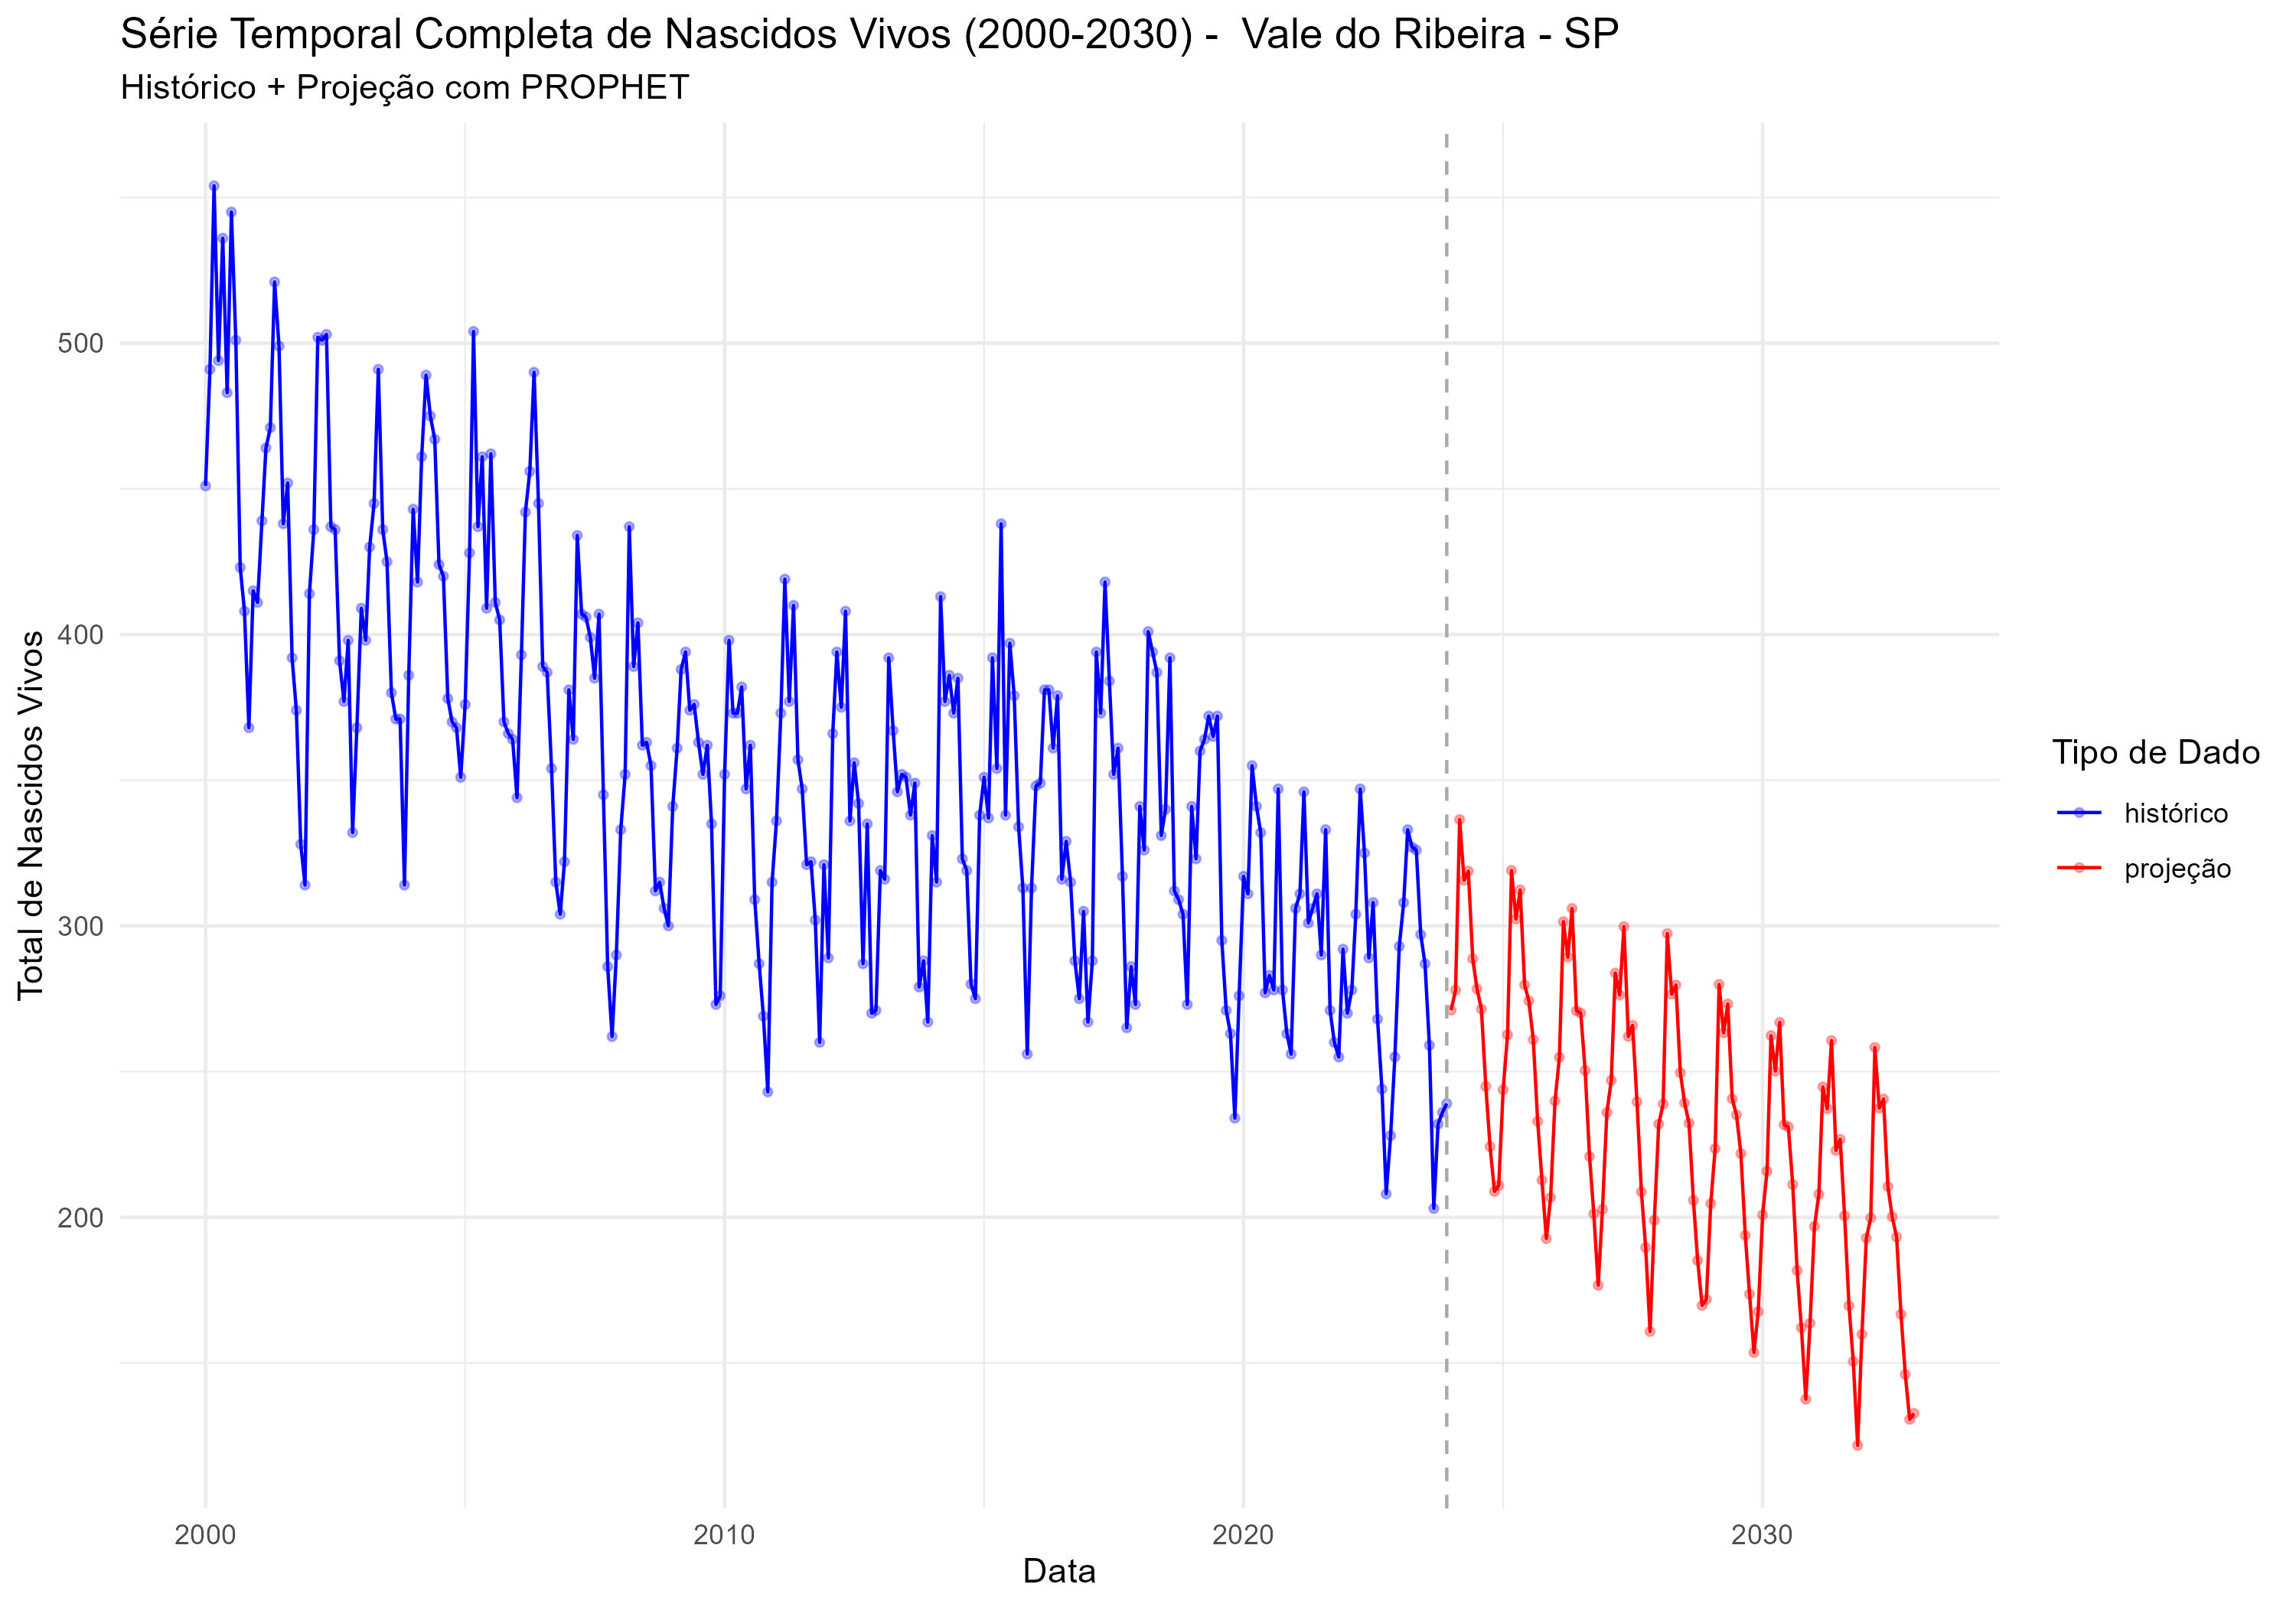 Série Temporal Completa de Nascidos Vivos (2000-2030) -  Vale do Ribeira - SP
Histórico + Projeção com PROPHET
Total de Nascidos Vivos
500
400
300
200
2000
2010
2020
2030
Data
Tipo de Dado
histórico
projeção